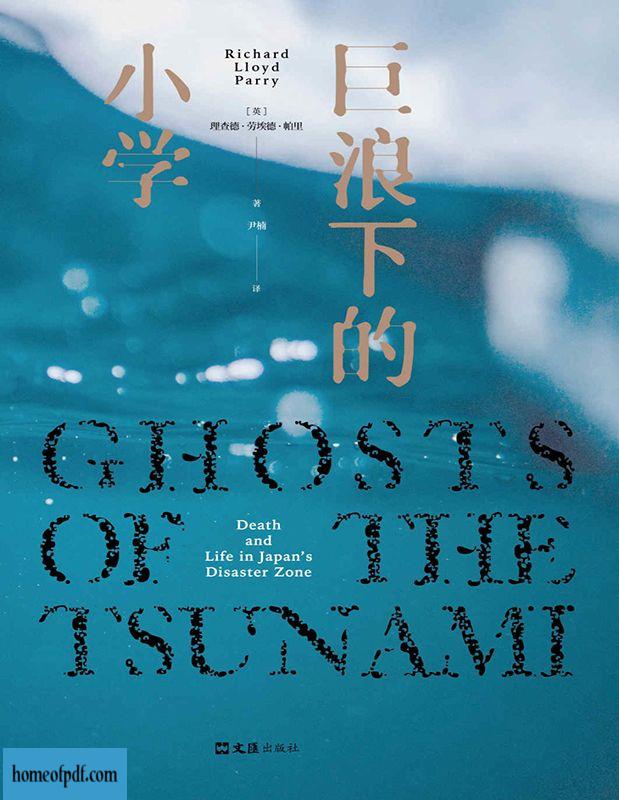 Richard
Lloyd
Parry
[英]
理查德·劳埃德·帕里
著
尹楠
译
巨浪下的
小学
GHOSTS
OF THE
TSUNAMI
Death
and
Life in Japan's
Disaster Zone
文汇出版社
homeofpdf.com